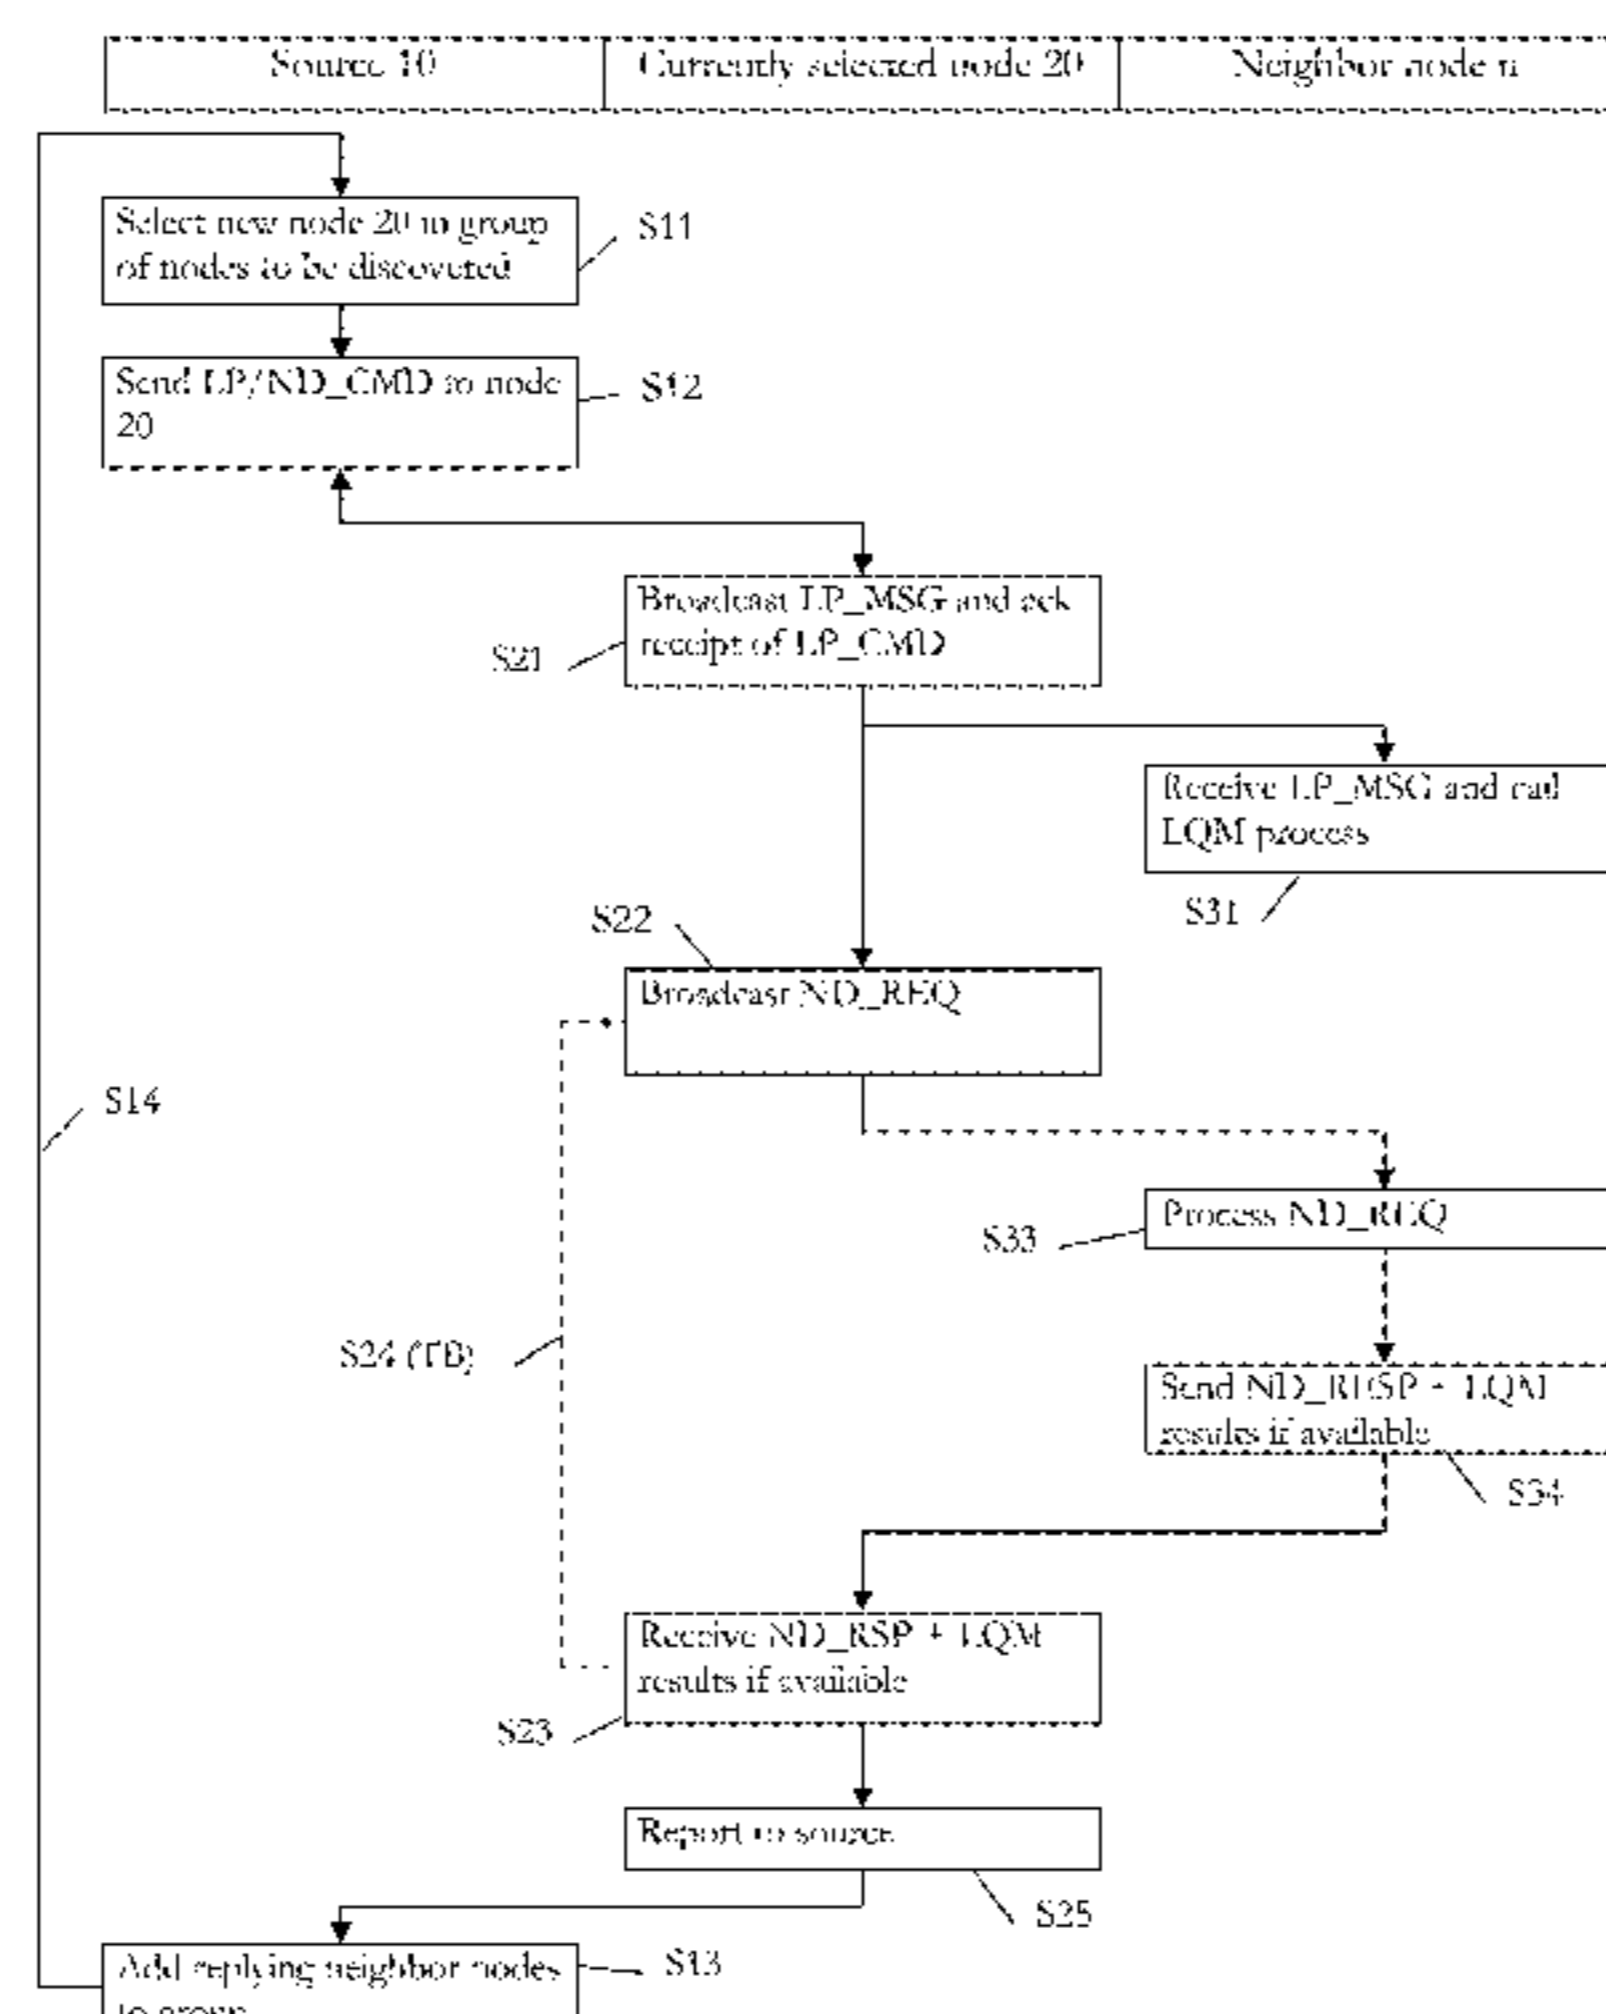 Source 10
Currently selected node 20
Neighbor node n
Select new node 20 in group
of nodes to be discovered
S11
Send LP/ND_CMD to node
20
S12
Broadcast LP_MSG and ack
receipt of LP_CMD
S21
Receive LP_MSG and call
LQM process
S31
S22
Broadcast ND_REQ
S14
Process ND_REQ
S33
S24 (TB)
Send ND_RESP + LQM
results if available
S34
Receive ND_RSP + LQM
results if available
S23
Report to source
S25
Add replying neighbor nodes
to group
S13